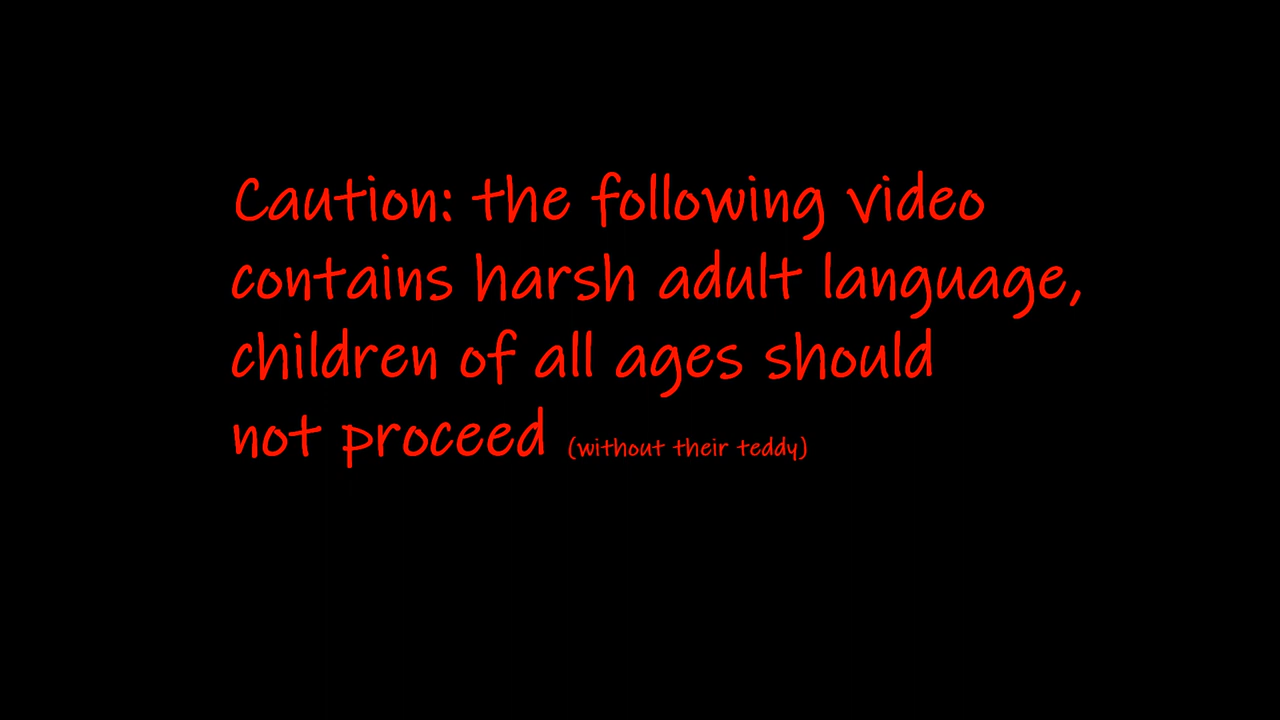 Caution: the following video
contains harsh adult language,
children of all ages should
not proceed (without their teddy)